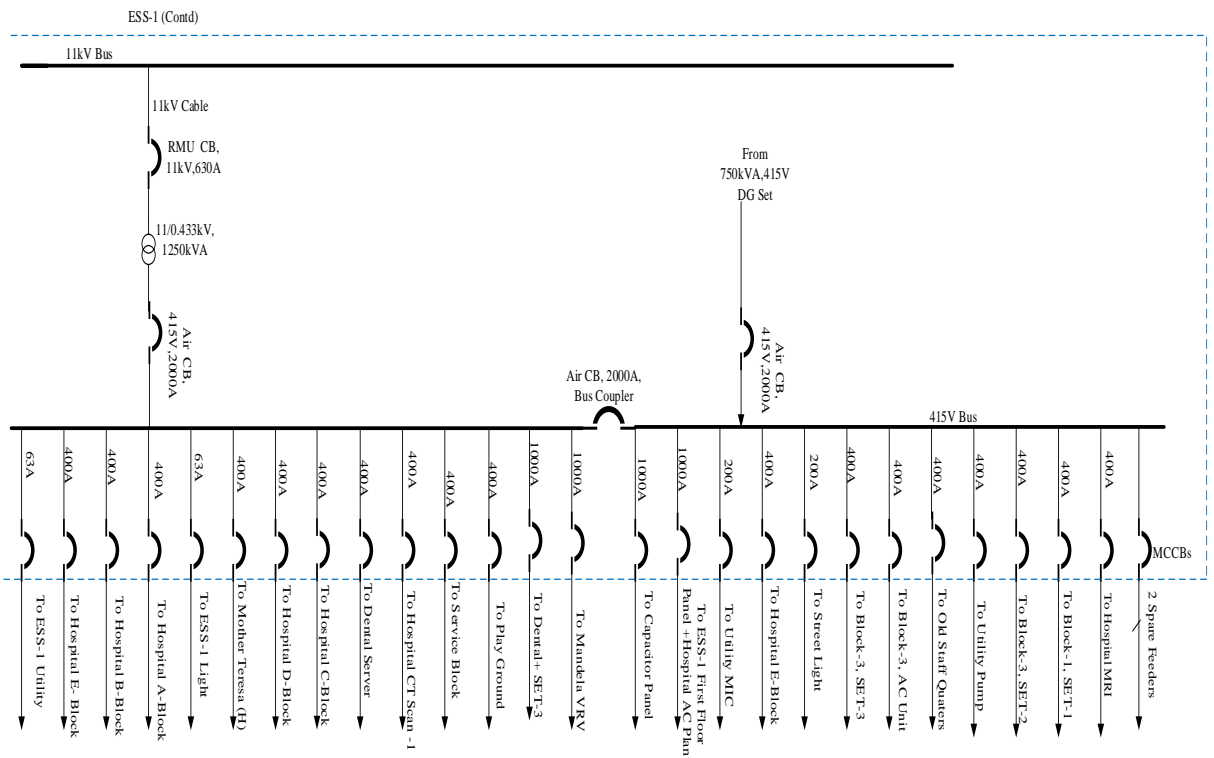 ESS-1 (Contd)
11kV Bus
11kV Cable
RMU CB,
11kV,630A
From
750kVA,415V
DG Set
11/0.433kV,
1250kVA
Air CB,
415V,2000A
Air CB,
415V,2000A
Air CB, 2000A,
Bus Coupler
415V Bus
63A
400A
400A
400A
63A
400A
400A
400A
400A
400A
400A
400A
1000A
1000A
1000A
1000A
200A
400A
200A
400A
400A
400A
400A
400A
400A
400A
MCCBs
To ESS-1 Utility
To Hospital E- Block
To Hospital B-Block
To Hospital A-Block
To ESS-1 Light
To Mother Teresa (H)
To Hospital D-Block
To Hospital C-Block
To Dental Server
To Hospital CT Scan -1
To Service Block
To Play Ground
To Dental+ SET-3
To Mandela VRV
To Capacitor Panel
To ESS-1 First Floor
Panel +Hospital AC Plan
To Utility MIC
To Hospital E-Block
To Street Light
To Block-3, SET-3
To Block-3, AC Unit
To Old Staff Quaters
To Utility Pump
To Block-3, SET-2
To Block-1, SET-1
To Hospital MRI
2 Spare Feeders